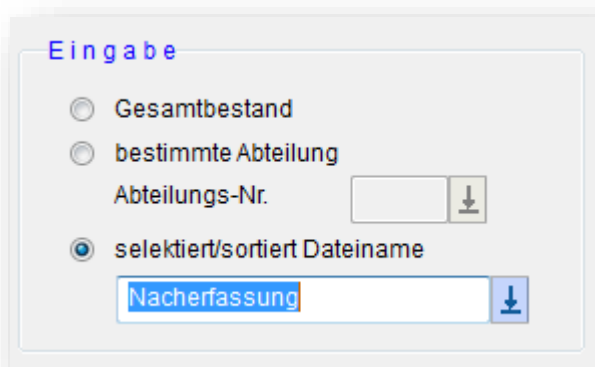 Eingabe
Gesamtbestand
bestimmte Abteilung
Abteilungs-Nr.
selektiert/sortiert Dateiname
Nacherfassung